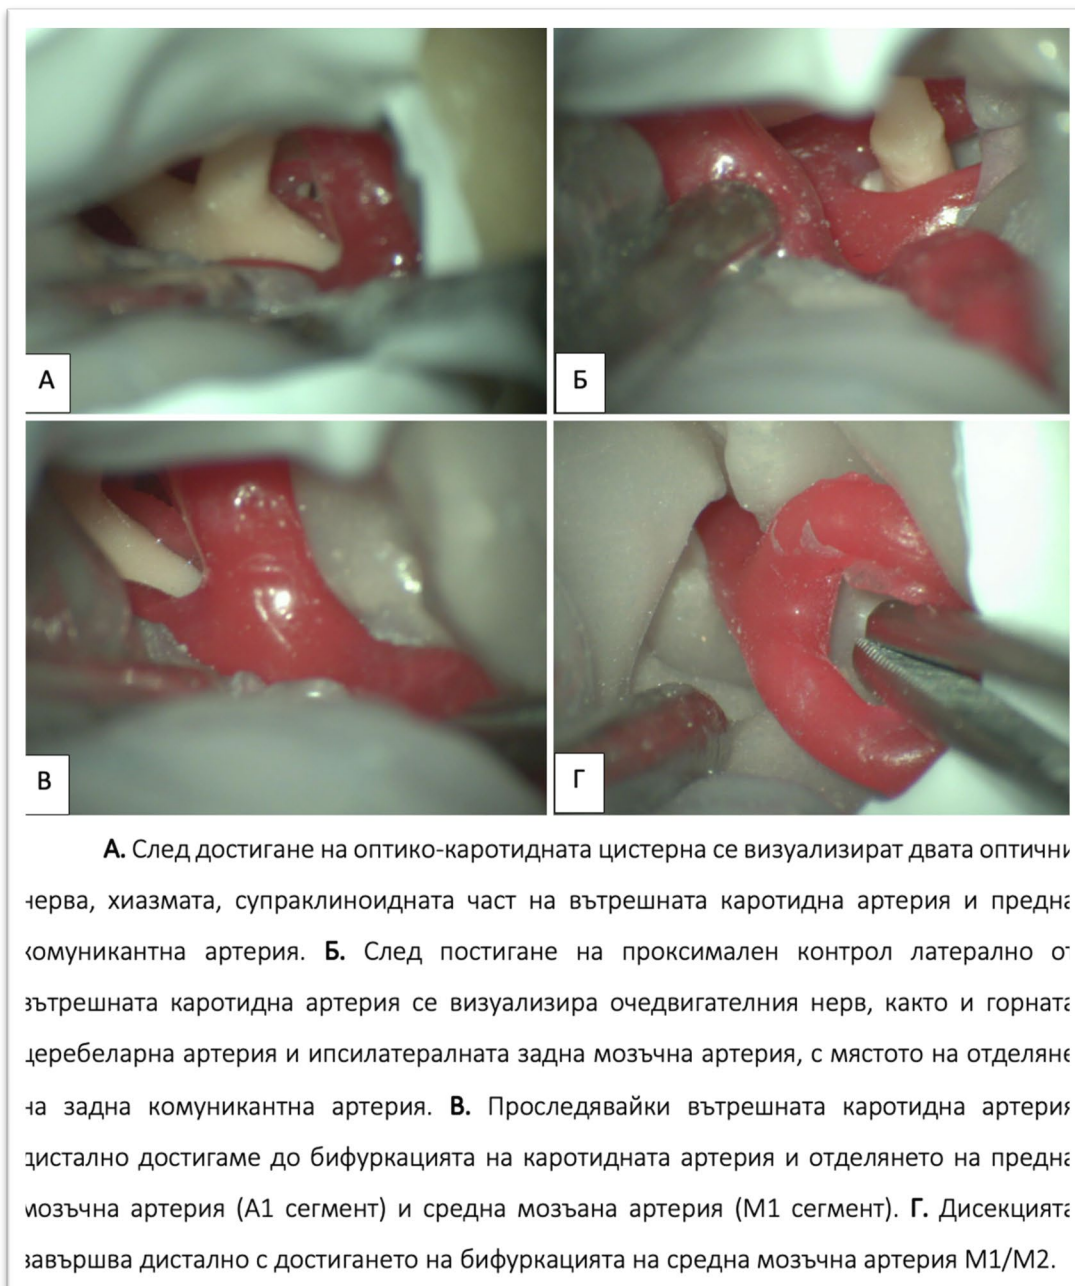 А
Б
В
Г
А. След достигане на оптико-каротидната цистерна се визуализират двата оптични
нерва, хиазмата, супраклиноидната част на вътрешната каротидна артерия и предна
комуникантна артерия. Б. След постигане на проксимален контрол латерално от
вътрешната каротидна артерия се визуализира очедвигателния нерв, както и горната
церебеларна артерия и ипсилатералната задна мозъчна артерия, с мястото на отделяне
на задна комуникантна артерия. В. Проследявайки вътрешната каротидна артерия
дистално достигаме до бифуркацията на каротидната артерия и отделянето на предна
мозъчна артерия (А1 сегмент) и средна мозъана артерия (М1 сегмент). Г. Дисекцията
завършва дистално с достигането на бифуркацията на средна мозъчна артерия М1/М2.